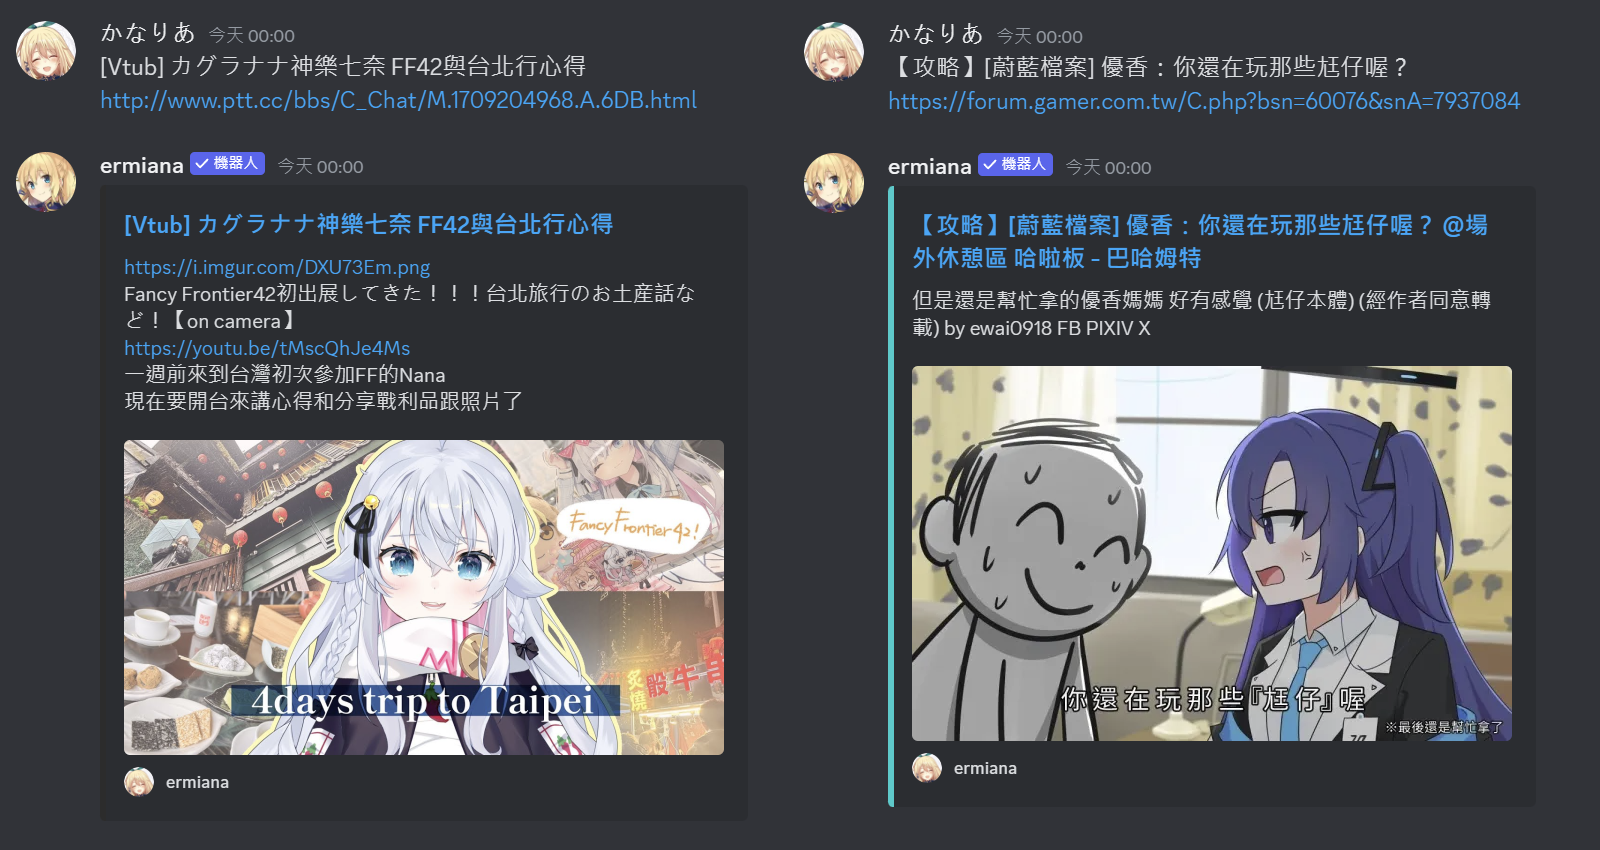 かなりあ 今天 00:00
[Vtub] カグラナナ神樂七奈 FF42與台北行心得
http://www.ptt.cc/bbs/C_Chat/M.1709204968.A.6DB.html
ermiana 機器人 今天 00:00
[Vtub] カグラナナ神樂七奈 FF42與台北行心得
https://i.imgur.com/DXU73Em.png
Fancy Frontier42初出展してきた！！！台北旅行のお土産話な
ど！【on camera】
https://youtu.be/tMscQhJe4Ms
一週前來到台灣初次參加FF的Nana
現在要開台來講心得和分享戰利品跟照片了
FancyFrontier42!
炙燒
骰牛
4days trip to Taipei
ermiana
かなりあ 今天 00:00
【攻略】[蔚藍檔案] 優香：你還在玩那些尪仔喔？
https://forum.gamer.com.tw/C.php?bsn=60076&snA=7937084
ermiana 機器人 今天 00:00
【攻略】[蔚藍檔案] 優香：你還在玩那些尪仔喔？ @場
外休憩區 哈啦板 - 巴哈姆特
但是還是幫忙拿的優香媽媽 好有感覺 (尪仔本體) (經作者同意轉
載) by ewai0918 FB PIXIV X
你還在玩那些『尪仔』喔
※最後還是幫忙拿了
ermiana